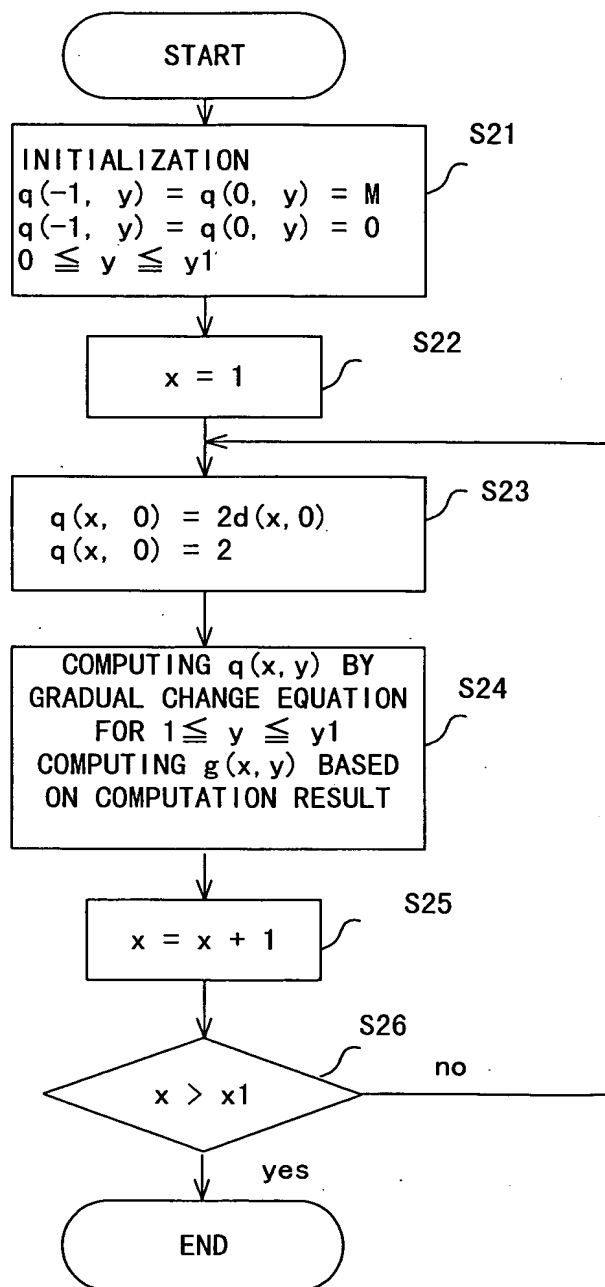 START
S21
INITIALIZATION
q(-1, y) = q(0, y) = M
q(-1, y) = q(0, y) = 0
0 ≦ y ≦ y1
S22
x = 1
S23
q(x, 0) = 2d(x,0)
q(x, 0) = 2
S24
COMPUTING q(x,y) BY
GRADUAL CHANGE EQUATION
FOR 1≦ y ≦ y1
COMPUTING g(x,y) BASED
ON COMPUTATION RESULT
S25
x = x + 1
S26
x > x1
no
yes
END